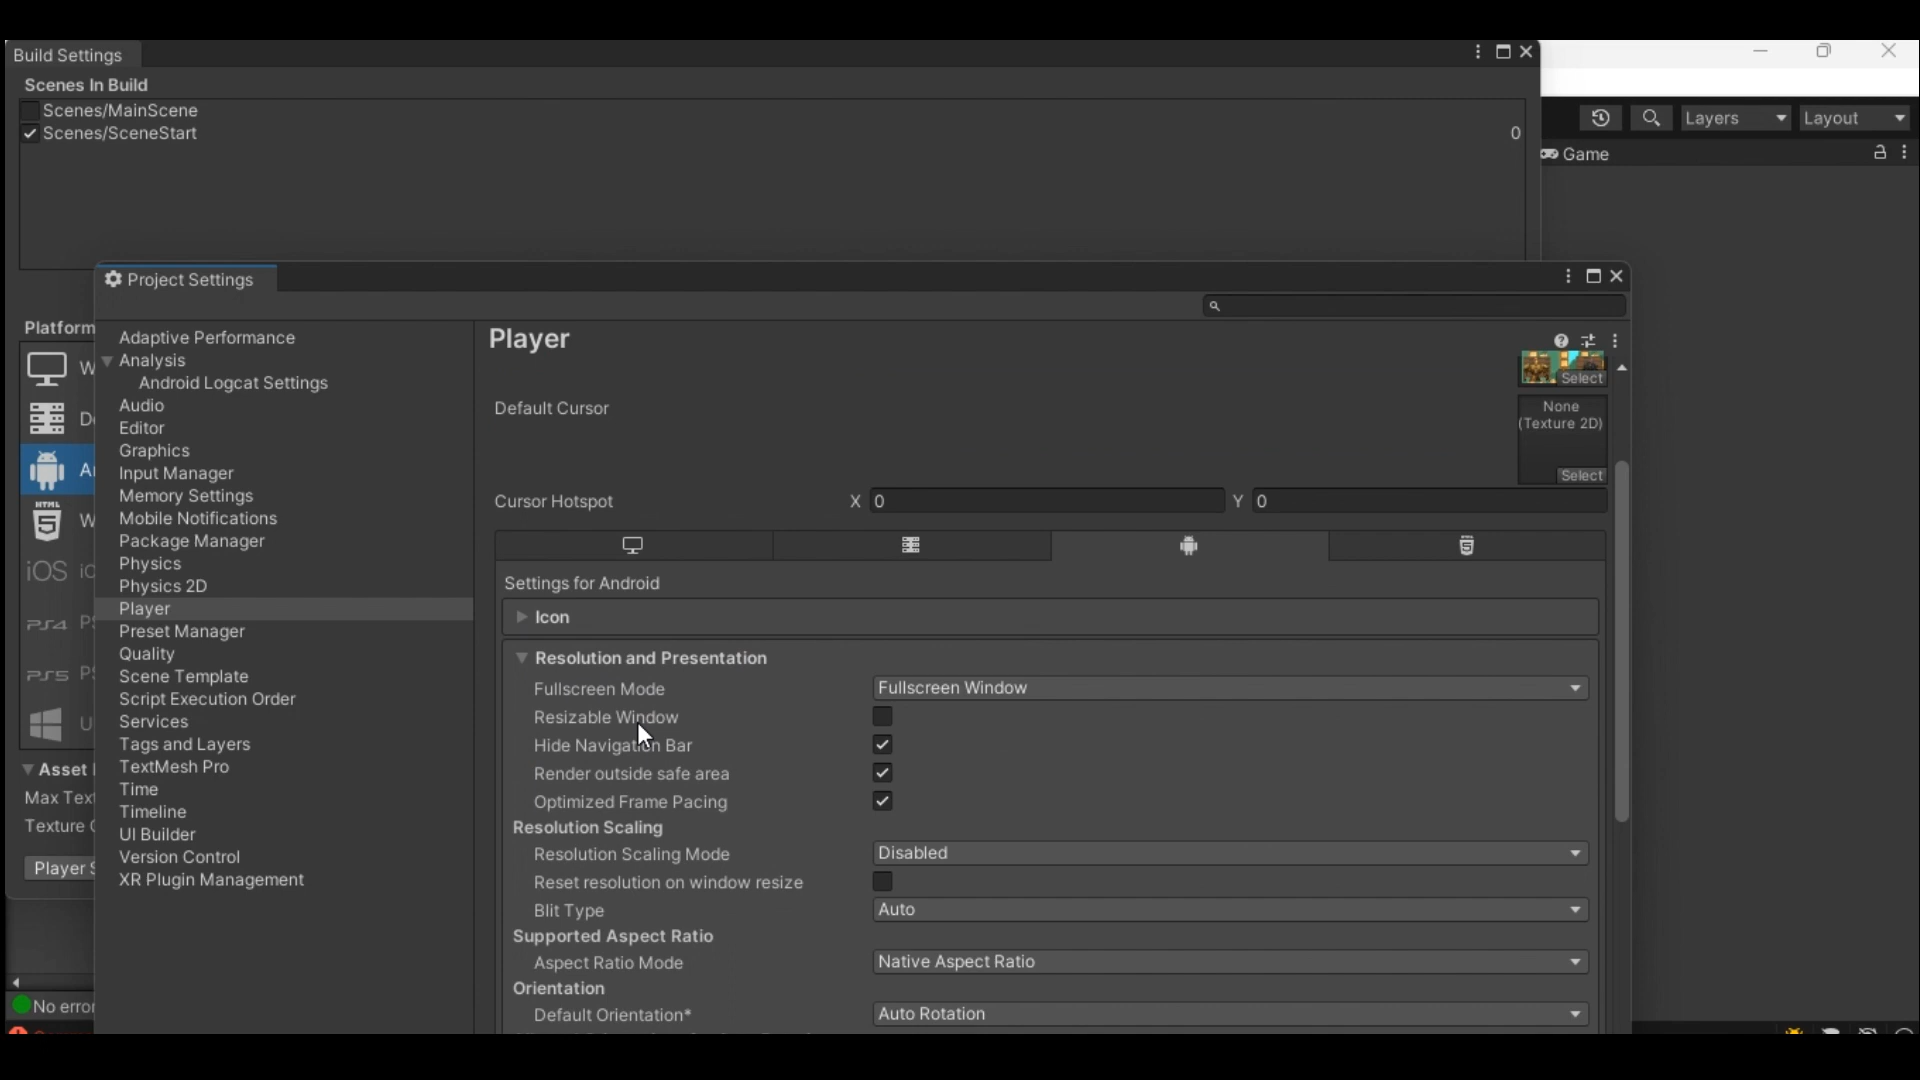 Build Settings
Scenes In Build
Scenes/MainScene
Scenes/SceneStart
0
Layers
Layout
Game
Project Settings
Platform
Adaptive Performance
Analysis
Android Logcat Settings
Audio
Editor
Graphics
Input Manager
Memory Settings
Mobile Notifications
Package Manager
Physics
Physics 2D
Player
Preset Manager
Quality
Scene Template
Script Execution Order
Services
Tags and Layers
TextMesh Pro
Time
Timeline
UI Builder
Version Control
XR Plugin Management
HTML
5
iOS
PS4
PS5
Asset
Max Tex
Texture
Player S
No error
Player
Select
Default Cursor
None
(Texture 2D)
Select
Cursor Hotspot
X 0
Y 0
Settings for Android
Icon
Resolution and Presentation
Fullscreen Mode
Fullscreen Window
Resizable Window
Hide Navigation Bar
Render outside safe area
Optimized Frame Pacing
Resolution Scaling
Resolution Scaling Mode
Disabled
Reset resolution on window resize
Blit Type
Auto
Supported Aspect Ratio
Aspect Ratio Mode
Native Aspect Ratio
Orientation
Default Orientation*
Auto Rotation